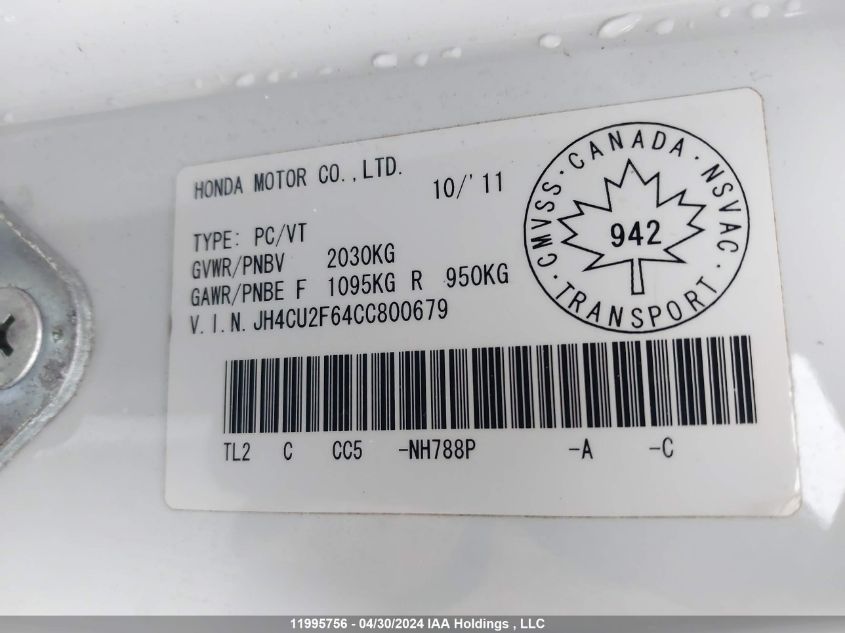 HONDA MOTOR CO.,LTD. 10/'11
TYPE: PC/VT
GVWR/PNBV 2030KG
GAWR/PNBE F 1095KG R 950KG
V.I.N. JH4CU2F64CC800679
CMVSS · CANADA · NSVAC · TRANSPORT ·
942
TL2 C CC5 -NH788P -A -C
11995756 - 04/30/2024 IAA Holdings , LLC